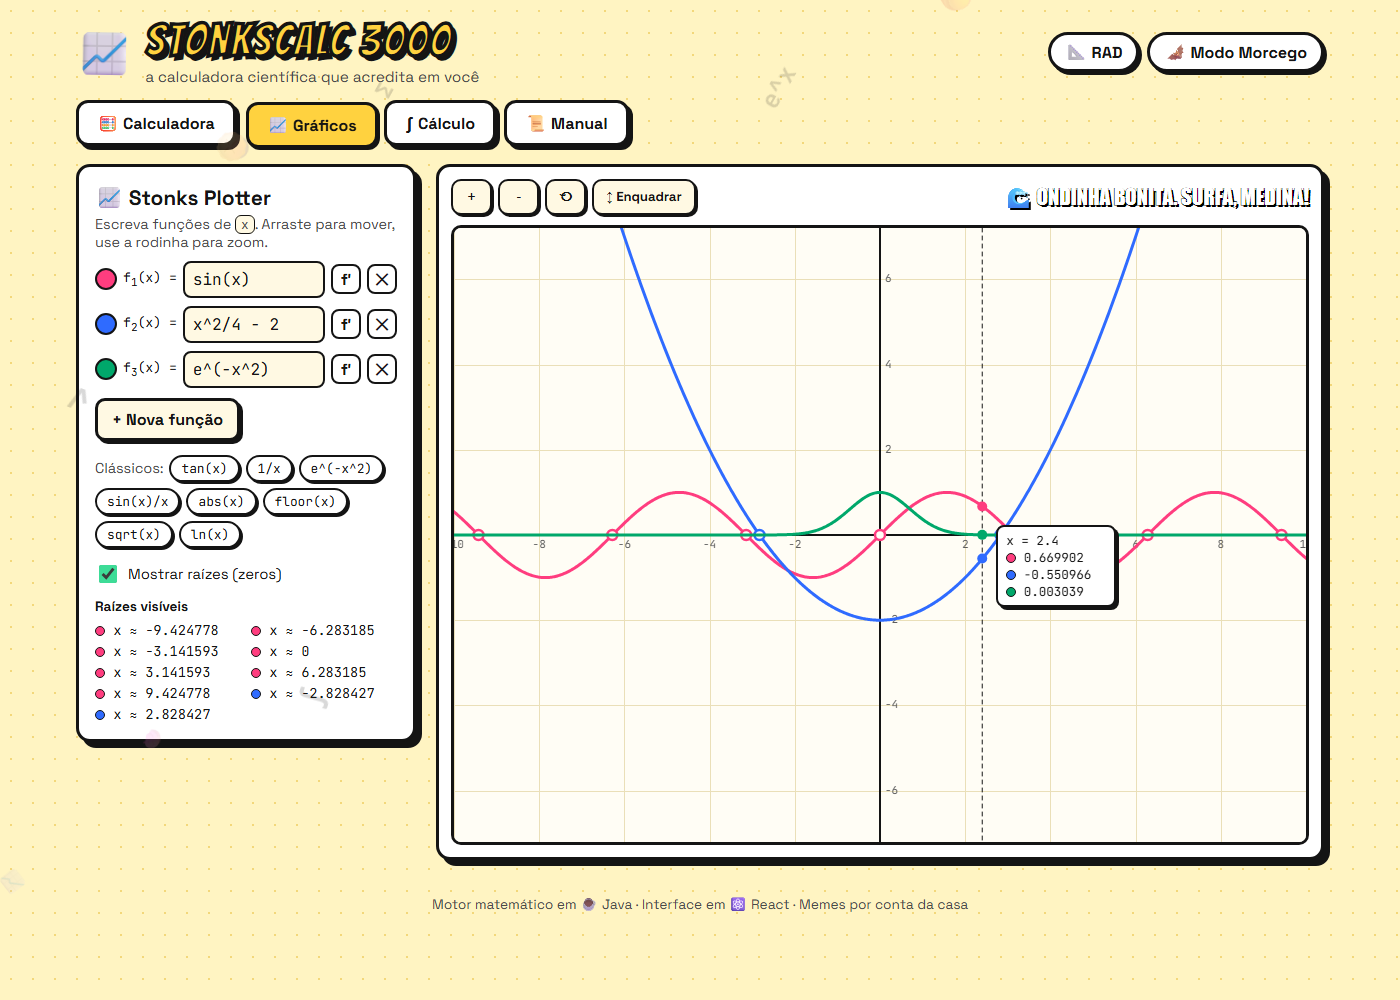 STONKSCALC 3000
a calculadora científica que acredita em você
RAD
Modo Morcego
Calculadora
Gráficos
∫ Cálculo
Manual
Stonks Plotter
Escreva funções de x. Arraste para mover,
use a rodinha para zoom.
f1(x) = sin(x) f' ×
f2(x) = x^2/4 - 2 f' ×
f3(x) = e^(-x^2) f' ×
+ Nova função
Clássicos: tan(x) 1/x e^(-x^2)
sin(x)/x abs(x) floor(x)
sqrt(x) ln(x)
Mostrar raízes (zeros)
Raízes visíveis
x ≈ -9.424778 x ≈ -6.283185
x ≈ -3.141593 x ≈ 0
x ≈ 3.141593 x ≈ 6.283185
x ≈ 9.424778 x ≈ -2.828427
x ≈ 2.828427
+ - ⟲ ↕ Enquadrar
ONDINHA BONITA. SURFA, MEDINA!
6
4
2
10 -8 -6 -4 -2 2 6 8 1
-2
-4
-6
x = 2.4
0.669902
-0.550966
0.003039
e^x
Σ
∫
Motor matemático em Java · Interface em React · Memes por conta da casa